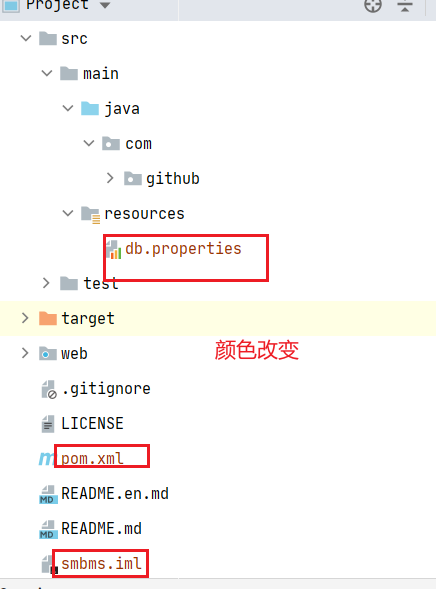 Project
src
main
java
com
github
resources
db.properties
test
target
web
颜色改变
.gitignore
LICENSE
pom.xml
README.en.md
README.md
smbms.iml